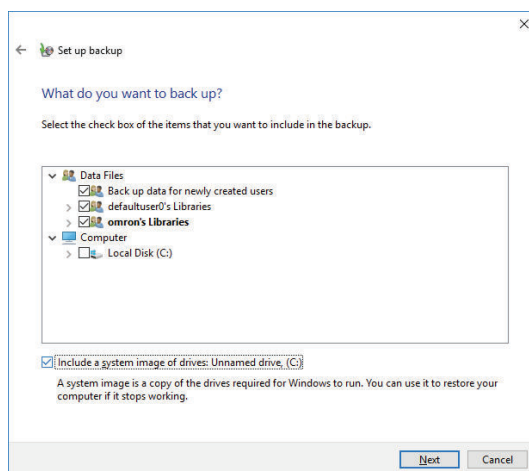 Set up backup
What do you want to back up?
Select the check box of the items that you want to include in the backup.
Data Files
Back up data for newly created users
defaultuser0's Libraries
omron's Libraries
Computer
Local Disk (C:)
Include a system image of drives: Unnamed drive, (C:)
A system image is a copy of the drives required for Windows to run. You can use it to restore your
computer if it stops working.
Next Cancel